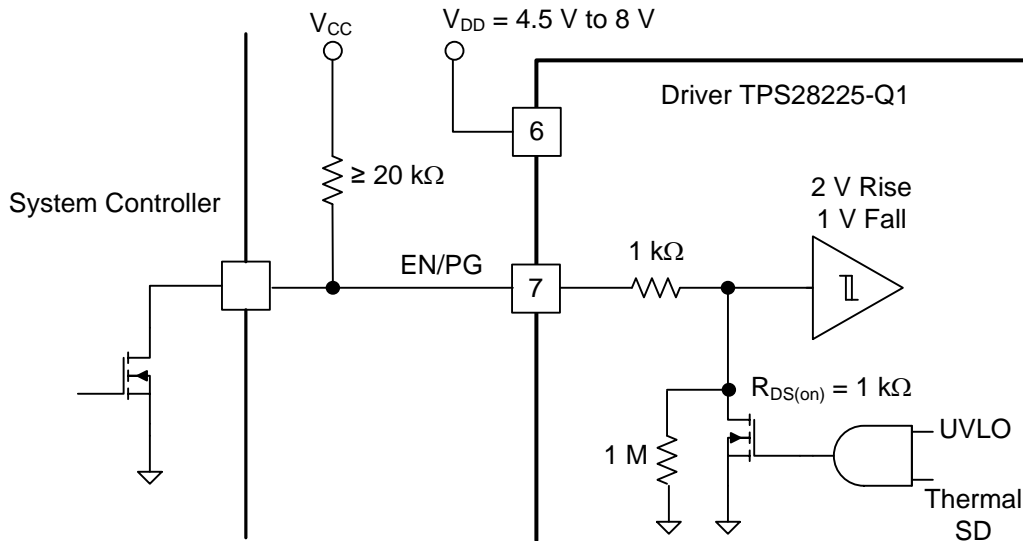 V_CC
V_DD = 4.5 V to 8 V
Driver TPS28225-Q1
6
≥ 20 kΩ
System Controller
2 V Rise
1 V Fall
EN/PG
7
1 kΩ
R_DS(on) = 1 kΩ
1 M
UVLO
Thermal
SD